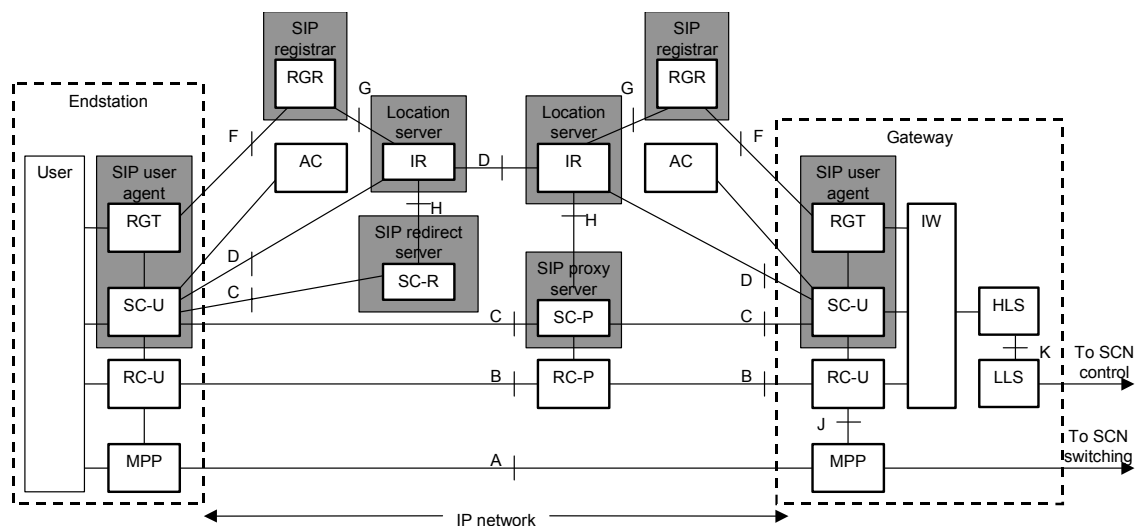 SIP
registrar
RGR
SIP
registrar
RGR
G
G
Endstation
Location
server
Location
server
Gateway
F
F
AC
IR
D
IR
AC
User
SIP user
agent
SIP user
agent
RGT
RGT
IW
H
H
SIP redirect
server
D
SIP proxy
server
D
C
SC-R
SC-U
C
SC-P
C
SC-U
HLS
K
To SCN
control
RC-U
B
RC-P
B
RC-U
LLS
J
To SCN
switching
MPP
A
MPP
IP network